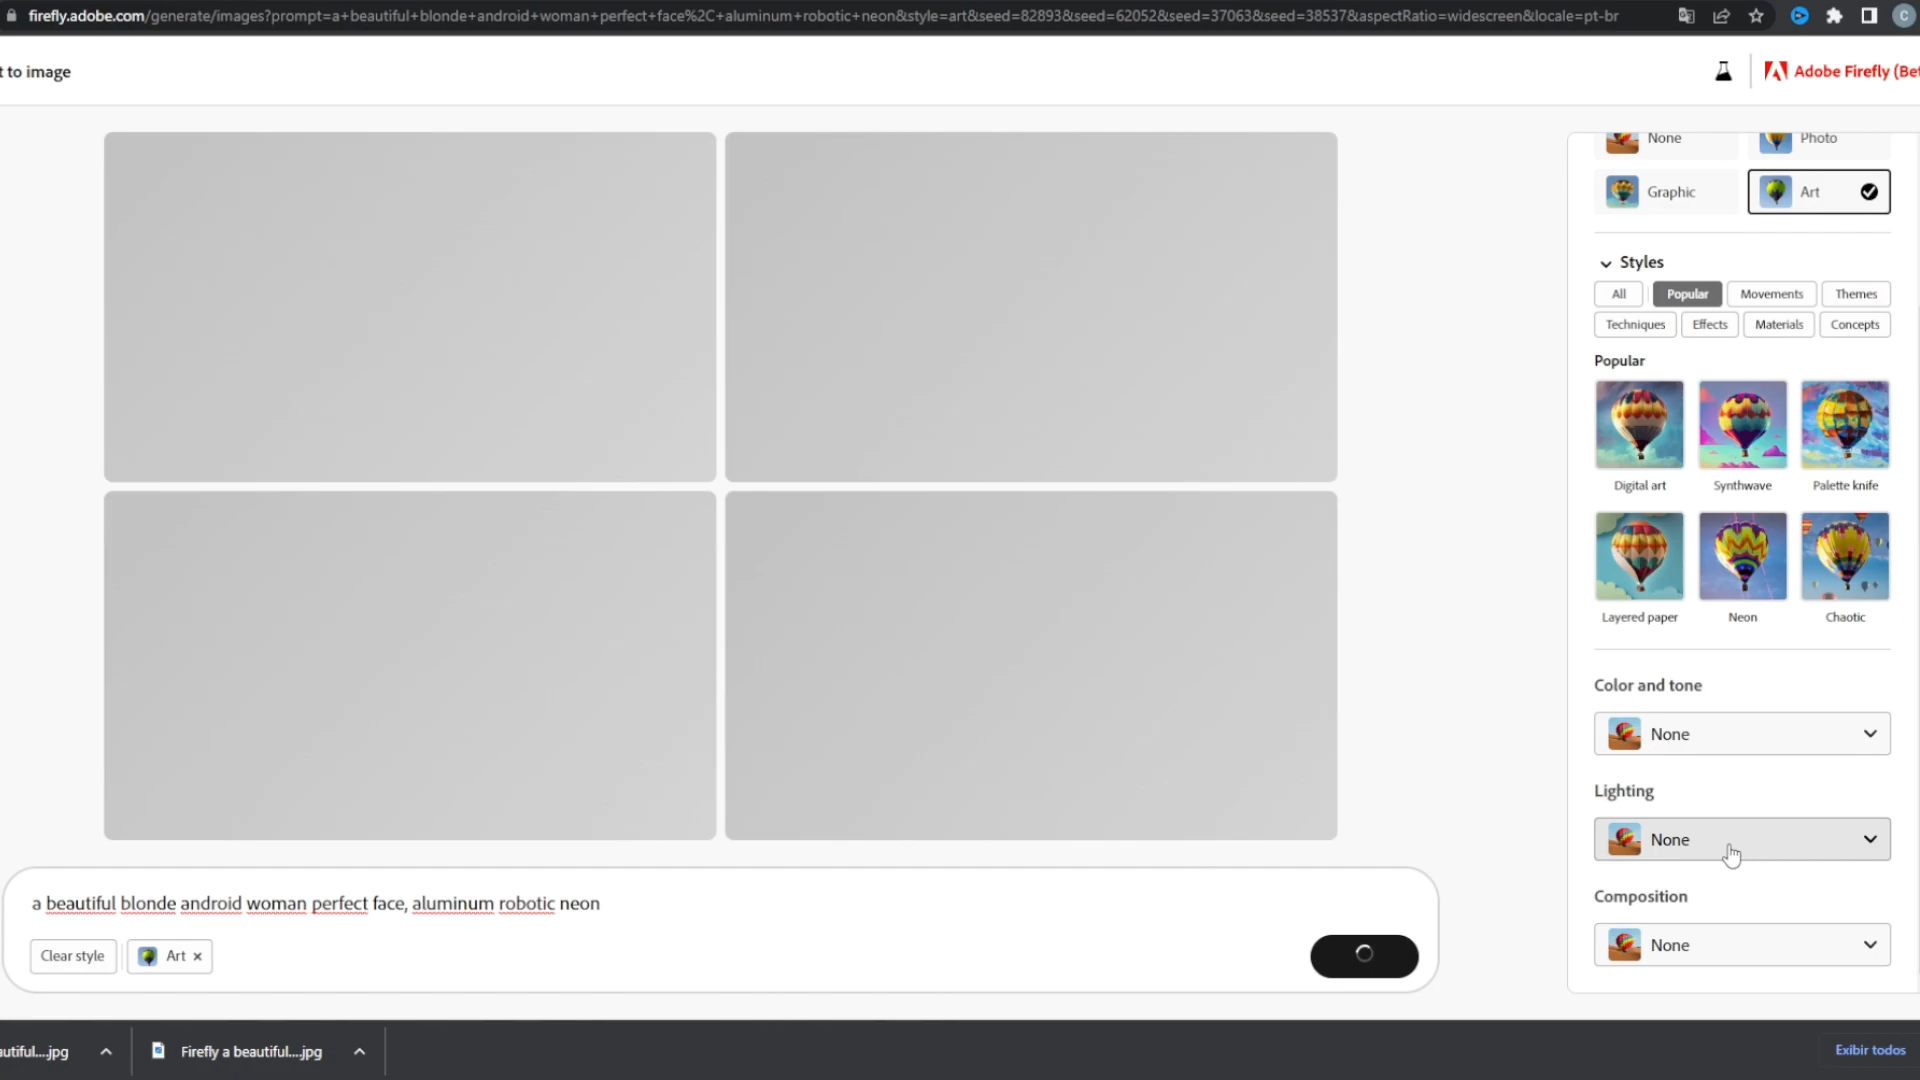 firefly.adobe.com/generate/images?prompt=a+beautiful+blonde+android+woman+perfect+face%2C+aluminum+robotic+neon&style=art&seed=82893&seed=62052&seed=37063&seed=38537&aspectRatio=widescreen&locale=pt-br
C
t to image
Adobe Firefly (Bet
None
Photo
Graphic
Art
Styles
All
Popular
Movements
Themes
Techniques
Effects
Materials
Concepts
Popular
Digital art
Synthwave
Palette knife
Layered paper
Neon
Chaotic
Color and tone
None
Lighting
None
Composition
None
a beautiful blonde android woman perfect face, aluminum robotic neon
Clear style
Art
autiful....jpg
Firefly a beautiful....jpg
Exibir todos